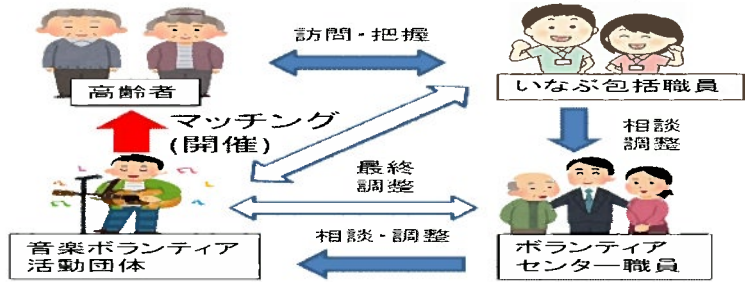 訪問・把握
高齢者
いなぶ包括職員
マッチング
(開催)
相談
調整
最終
調整
音楽ボランティア
活動団体
相談・調整
ボランティア
センター職員